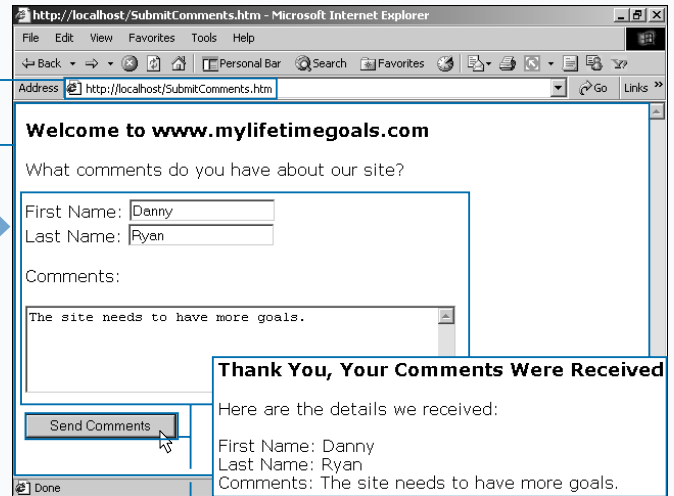 http://localhost/SubmitComments.htm - Microsoft Internet Explorer
File Edit View Favorites Tools Help
Back Personal Bar Search Favorites
Address http://localhost/SubmitComments.htm Go Links »
Welcome to www.mylifetimegoals.com
What comments do you have about our site?
First Name: Danny
Last Name: Ryan
Comments:
The site needs to have more goals.
Send Comments
Thank You, Your Comments Were Received
Here are the details we received:
First Name: Danny
Last Name: Ryan
Comments: The site needs to have more goals.
Done